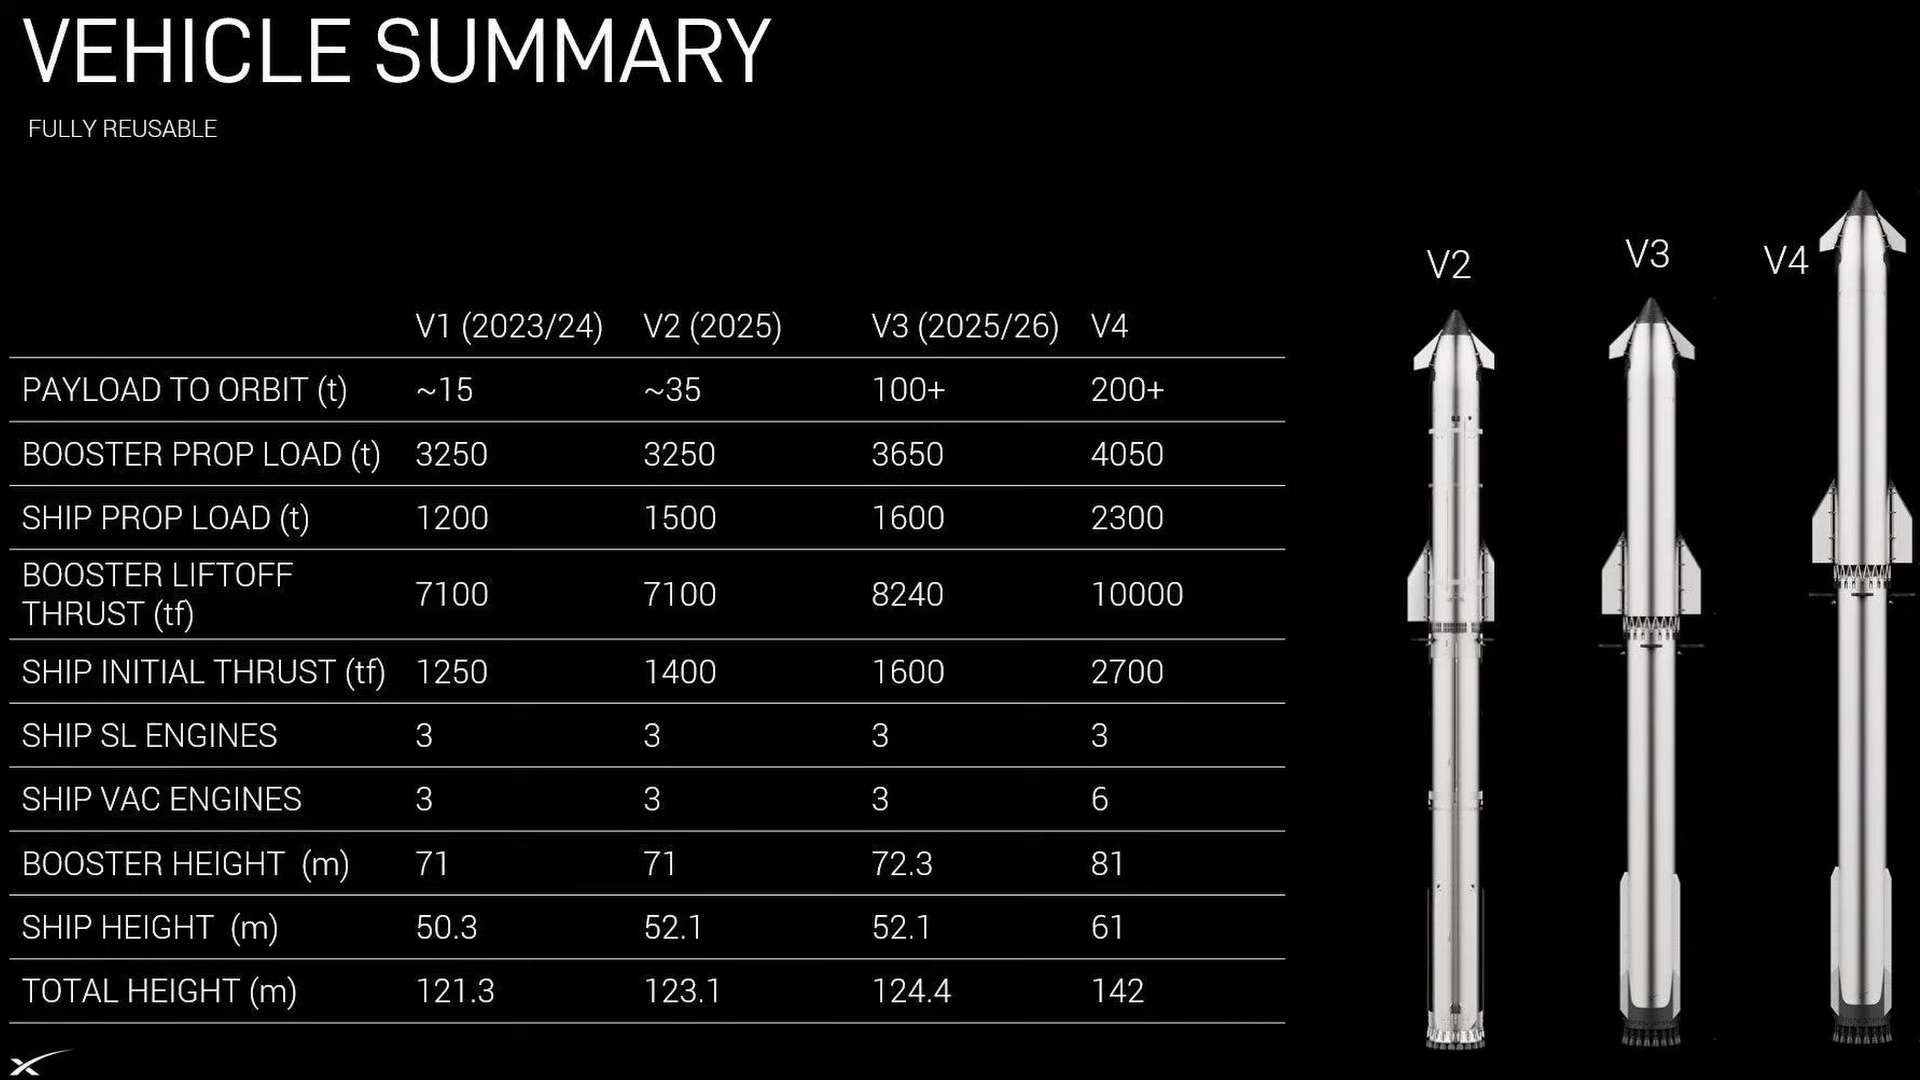 VEHICLE SUMMARY
FULLY REUSABLE
V1 (2023/24) V2 (2025) V3 (2025/26) V4
PAYLOAD TO ORBIT (t) ~15 ~35 100+ 200+
BOOSTER PROP LOAD (t) 3250 3250 3650 4050
SHIP PROP LOAD (t) 1200 1500 1600 2300
BOOSTER LIFTOFF
THRUST (tf) 7100 7100 8240 10000
SHIP INITIAL THRUST (tf) 1250 1400 1600 2700
SHIP SL ENGINES 3 3 3 3
SHIP VAC ENGINES 3 3 3 6
BOOSTER HEIGHT (m) 71 71 72.3 81
SHIP HEIGHT (m) 50.3 52.1 52.1 61
TOTAL HEIGHT (m) 121.3 123.1 124.4 142
V2 V3 V4